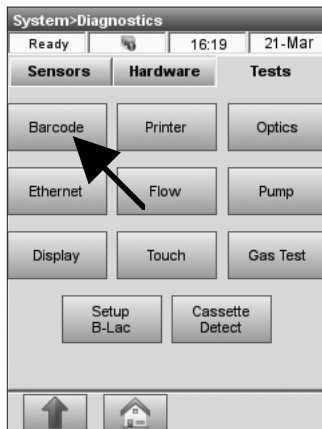 System>Diagnostics
Ready 16:19 21-Mar
Sensors Hardware Tests
Barcode Printer Optics
Ethernet Flow Pump
Display Touch Gas Test
Setup
B-Lac
Cassette
Detect